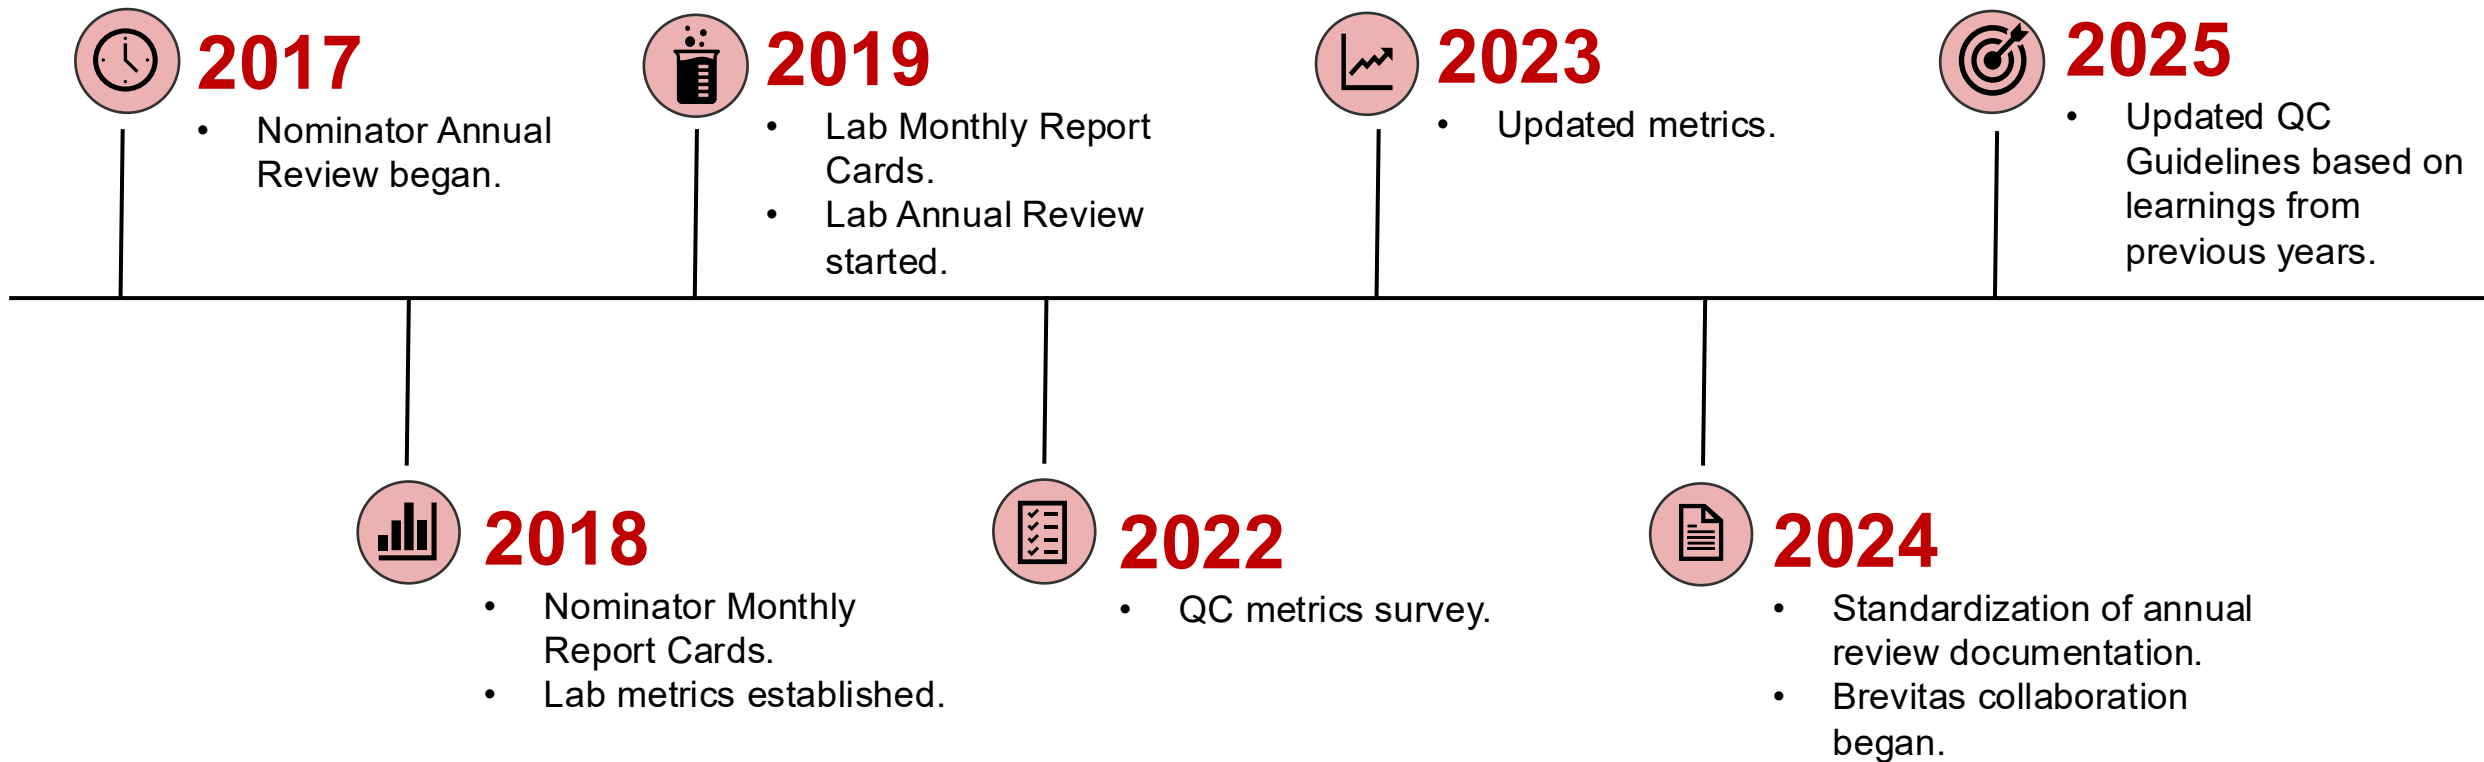 2017
• Nominator Annual
Review began.
2019
• Lab Monthly Report
Cards.
• Lab Annual Review
started.
2023
• Updated metrics.
2025
• Updated QC
Guidelines based on
learnings from
previous years.
2018
• Nominator Monthly
Report Cards.
• Lab metrics established.
2022
• QC metrics survey.
2024
• Standardization of annual
review documentation.
• Brevitas collaboration
began.